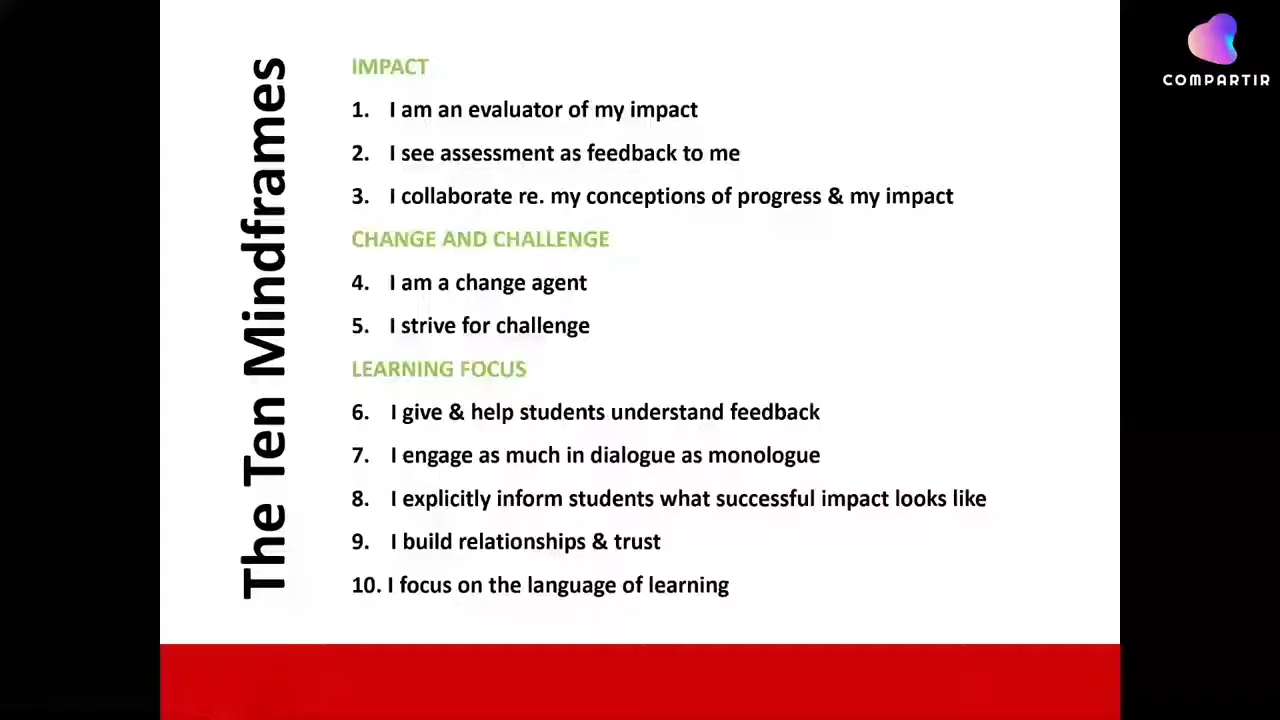 The Ten Mindframes
IMPACT
1. I am an evaluator of my impact
2. I see assessment as feedback to me
3. I collaborate re. my conceptions of progress & my impact
CHANGE AND CHALLENGE
4. I am a change agent
5. I strive for challenge
LEARNING FOCUS
6. I give & help students understand feedback
7. I engage as much in dialogue as monologue
8. I explicitly inform students what successful impact looks like
9. I build relationships & trust
10. I focus on the language of learning
COMPARTIR